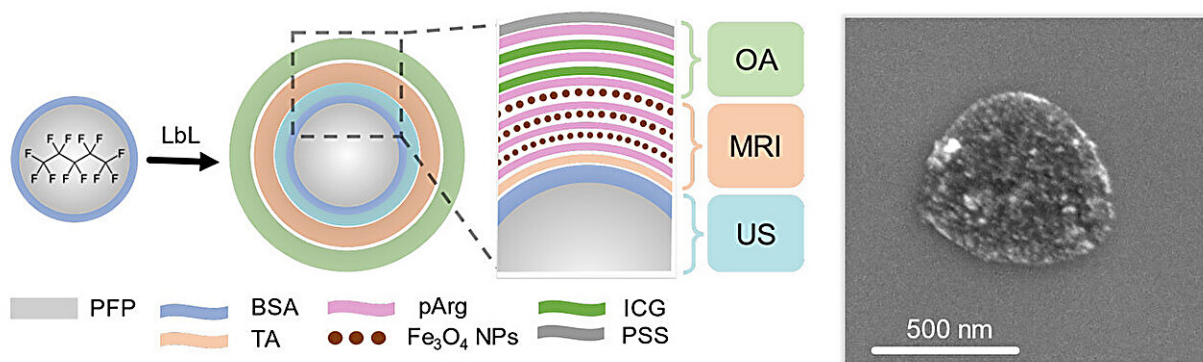 F F F F F F
F F F F F F
LbL
OA
MRI
US
PFP
BSA
pArg
ICG
TA
Fe₃O₄ NPs
PSS
500 nm